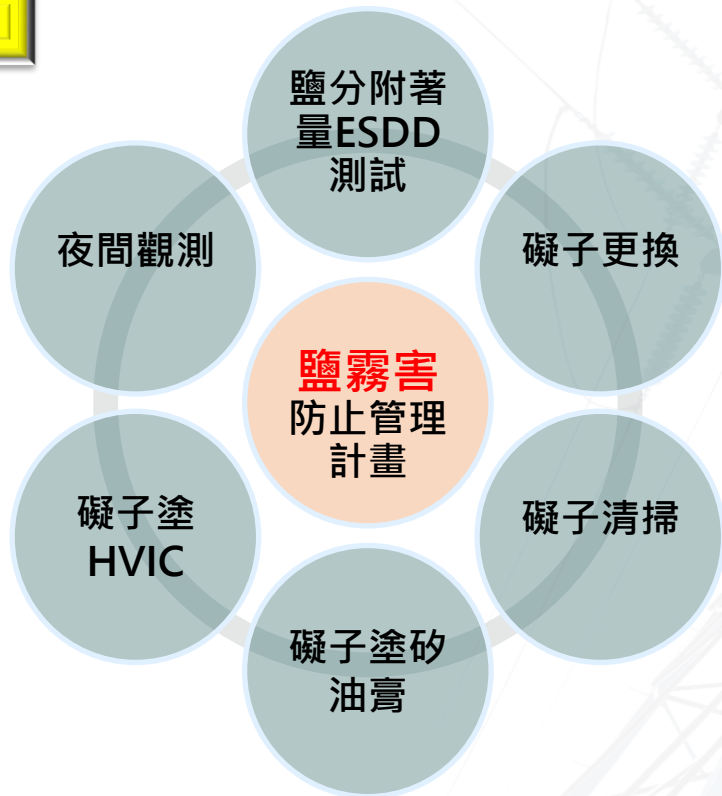 鹽分附著
量ESDD
測試
夜間觀測
礙子更換
鹽霧害
防止管理
計畫
礙子塗
HVIC
礙子清掃
礙子塗矽
油膏